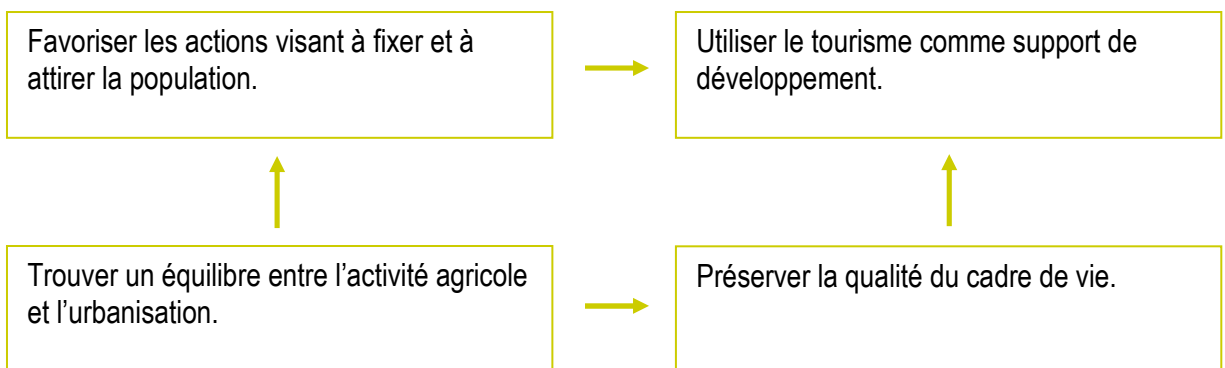 Favoriser les actions visant à fixer et à
attirer la population.
Utiliser le tourisme comme support de
développement.
Trouver un équilibre entre l’activité agricole
et l’urbanisation.
Préserver la qualité du cadre de vie.